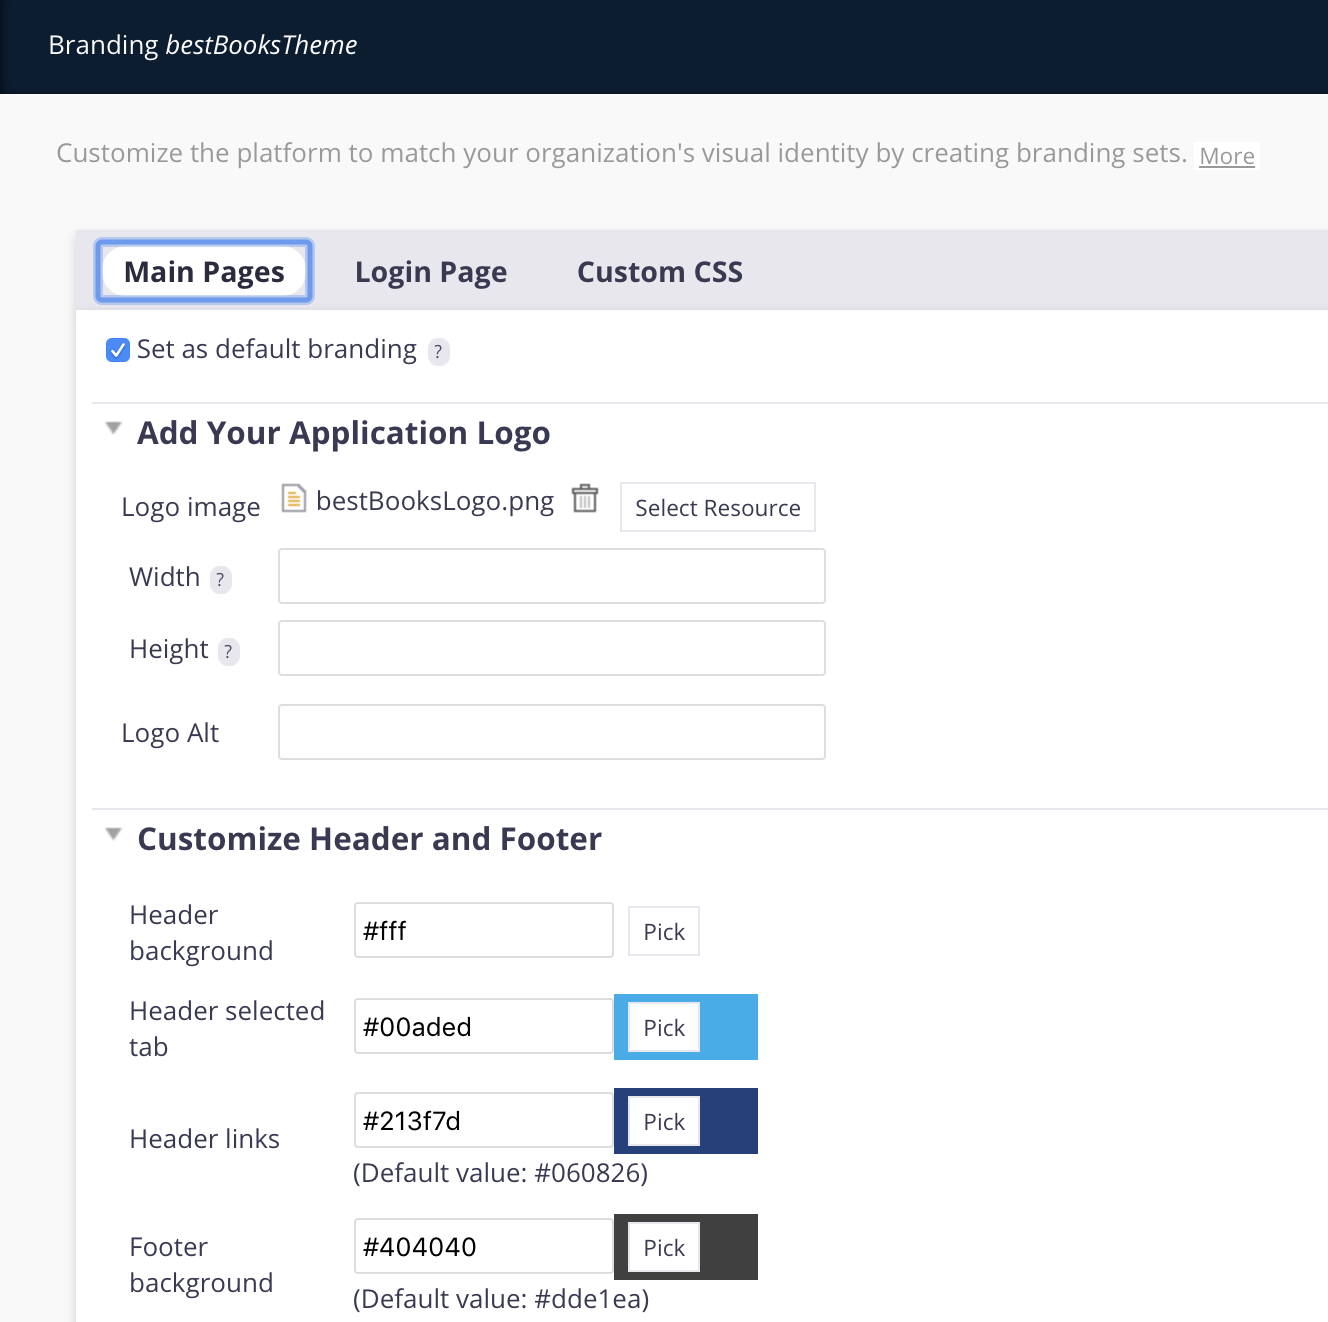 Branding bestBooksTheme
Customize the platform to match your organization's visual identity by creating branding sets. More
Main Pages Login Page Custom CSS
Set as default branding ?
Add Your Application Logo
Logo image bestBooksLogo.png Select Resource
Width ?
Height ?
Logo Alt
Customize Header and Footer
Header
background
#fff Pick
Header selected
tab
#00aded Pick
Header links
#213f7d Pick
(Default value: #060826)
Footer
background
#404040 Pick
(Default value: #dde1ea)